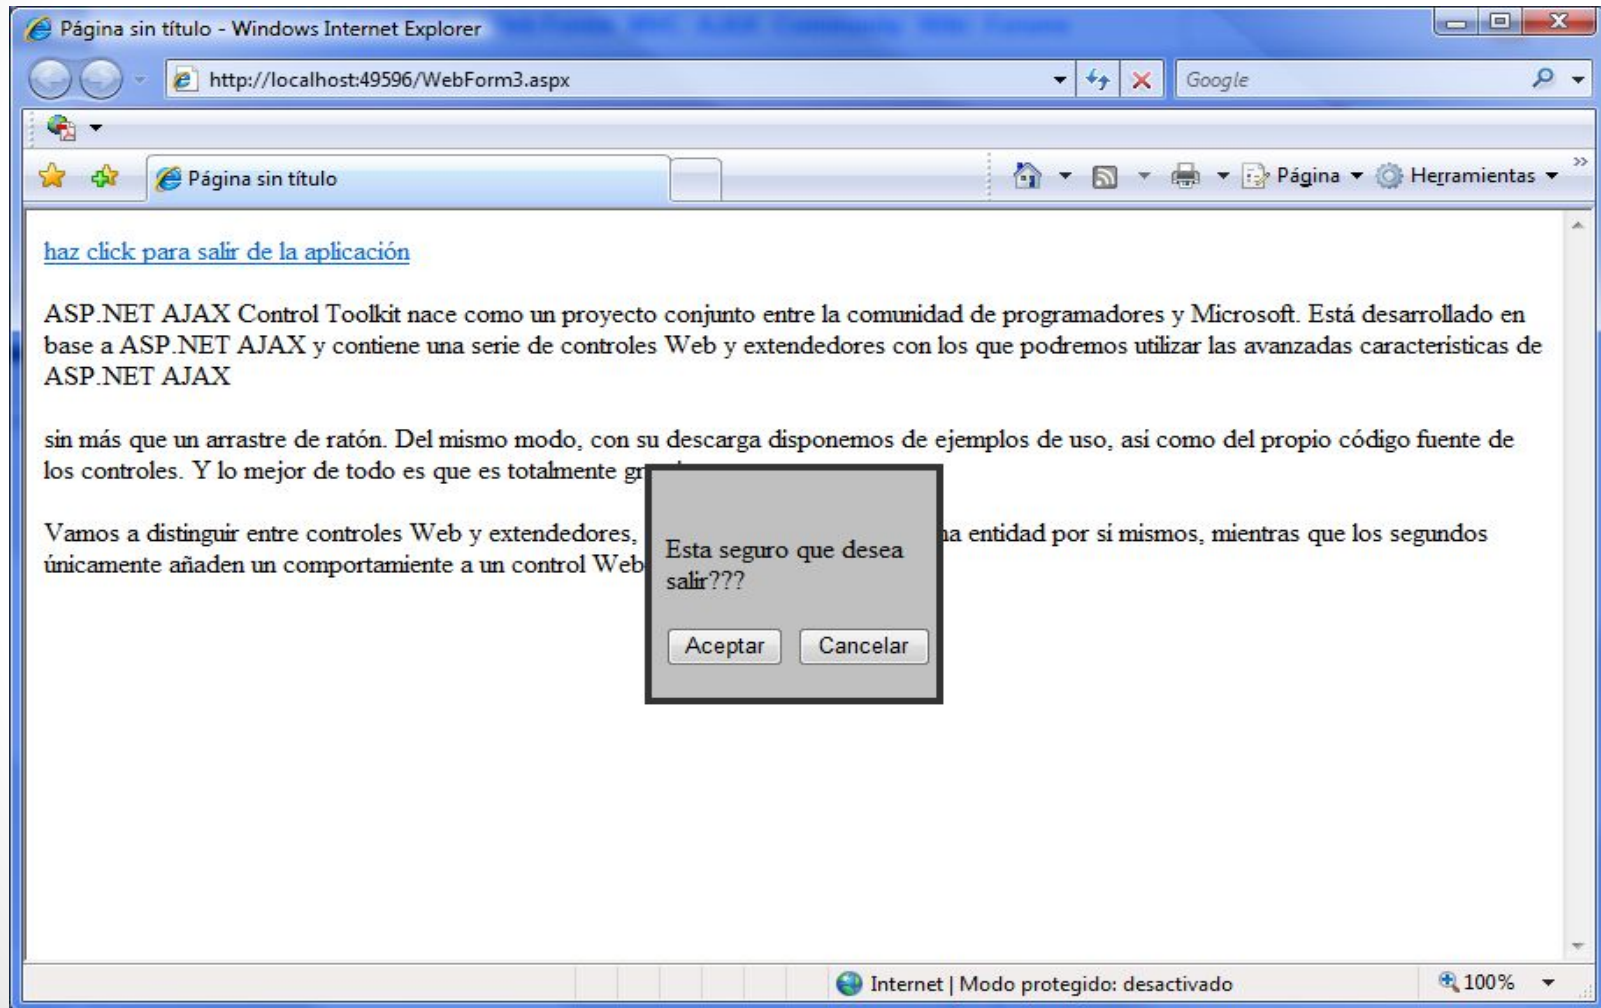 Página sin título - Windows Internet Explorer
http://localhost:49596/WebForm3.aspx
Google
Página sin título
Página
Herramientas
haz click para salir de la aplicación
ASP.NET AJAX Control Toolkit nace como un proyecto conjunto entre la comunidad de programadores y Microsoft. Está desarrollado en
base a ASP.NET AJAX y contiene una serie de controles Web y extendedores con los que podremos utilizar las avanzadas características de
ASP.NET AJAX
sin más que un arrastre de ratón. Del mismo modo, con su descarga disponemos de ejemplos de uso, así como del propio código fuente de
los controles. Y lo mejor de todo es que es totalmente
Vamos a distinguir entre controles Web y extendedores, entidad por sí mismos, mientras que los segundos
únicamente añaden un comportamiente a un control Web
Esta seguro que desea
salir???
Aceptar Cancelar
Internet | Modo protegido: desactivado
100%